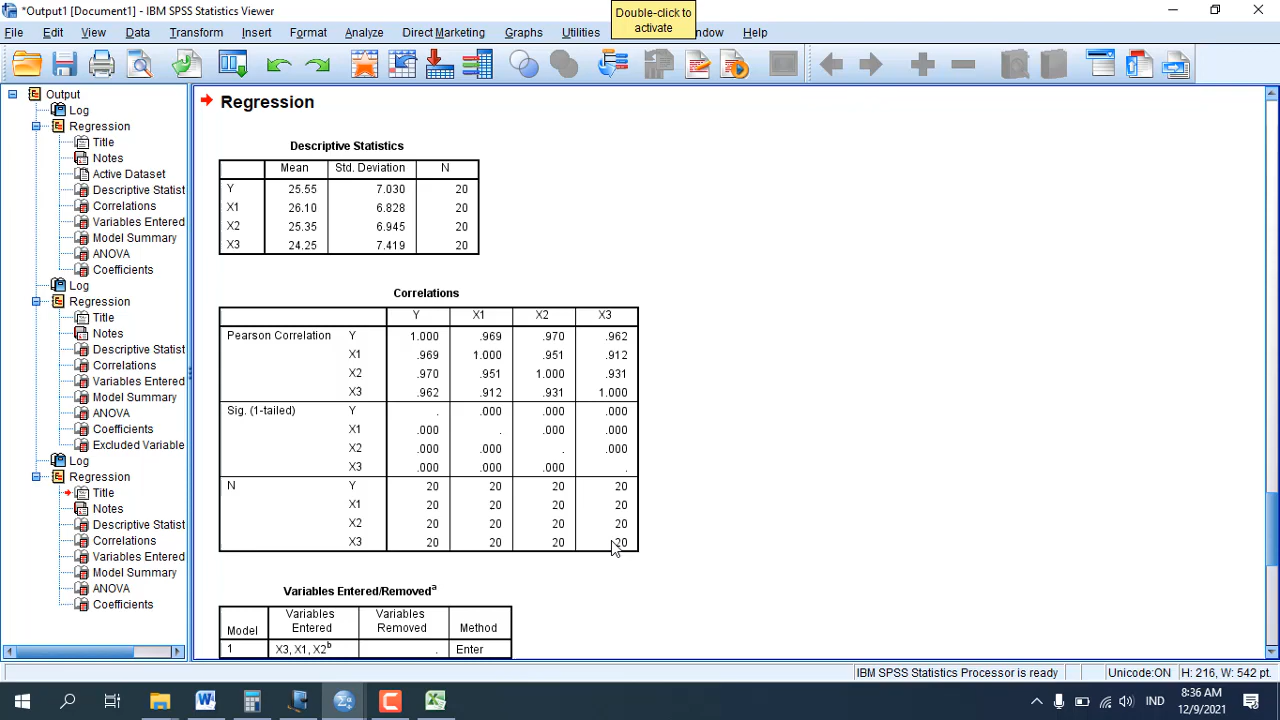 *Output1 [Document1] - IBM SPSS Statistics Viewer
Double-click to
activate
File Edit View Data Transform Insert Format Analyze Direct Marketing Graphs Utilities ndow Help
Output
Log
Regression
Title
Notes
Active Dataset
Descriptive Statist
Correlations
Variables Entered
Model Summary
ANOVA
Coefficients
Log
Regression
Title
Notes
Descriptive Statist
Correlations
Variables Entered
Model Summary
ANOVA
Coefficients
Excluded Variable
Log
Regression
Title
Notes
Descriptive Statist
Correlations
Variables Entered
Model Summary
ANOVA
Coefficients
Regression
Descriptive Statistics
Mean Std. Deviation N
Y 25.55 7.030 20
X1 26.10 6.828 20
X2 25.35 6.945 20
X3 24.25 7.419 20
Correlations
Y X1 X2 X3
Pearson Correlation Y 1.000 .969 .970 .962
X1 .969 1.000 .951 .912
X2 .970 .951 1.000 .931
X3 .962 .912 .931 1.000
Sig. (1-tailed) Y . .000 .000 .000
X1 .000 . .000 .000
X2 .000 .000 . .000
X3 .000 .000 .000 .
N Y 20 20 20 20
X1 20 20 20 20
X2 20 20 20 20
X3 20 20 20 20
Variables Entered/Removedᵃ
Model Variables Entered Variables Removed Method
1 X3, X1, X2ᵇ . Enter
IBM SPSS Statistics Processor is ready Unicode:ON H: 216, W: 542 pt.
IND
8:36 AM
12/9/2021